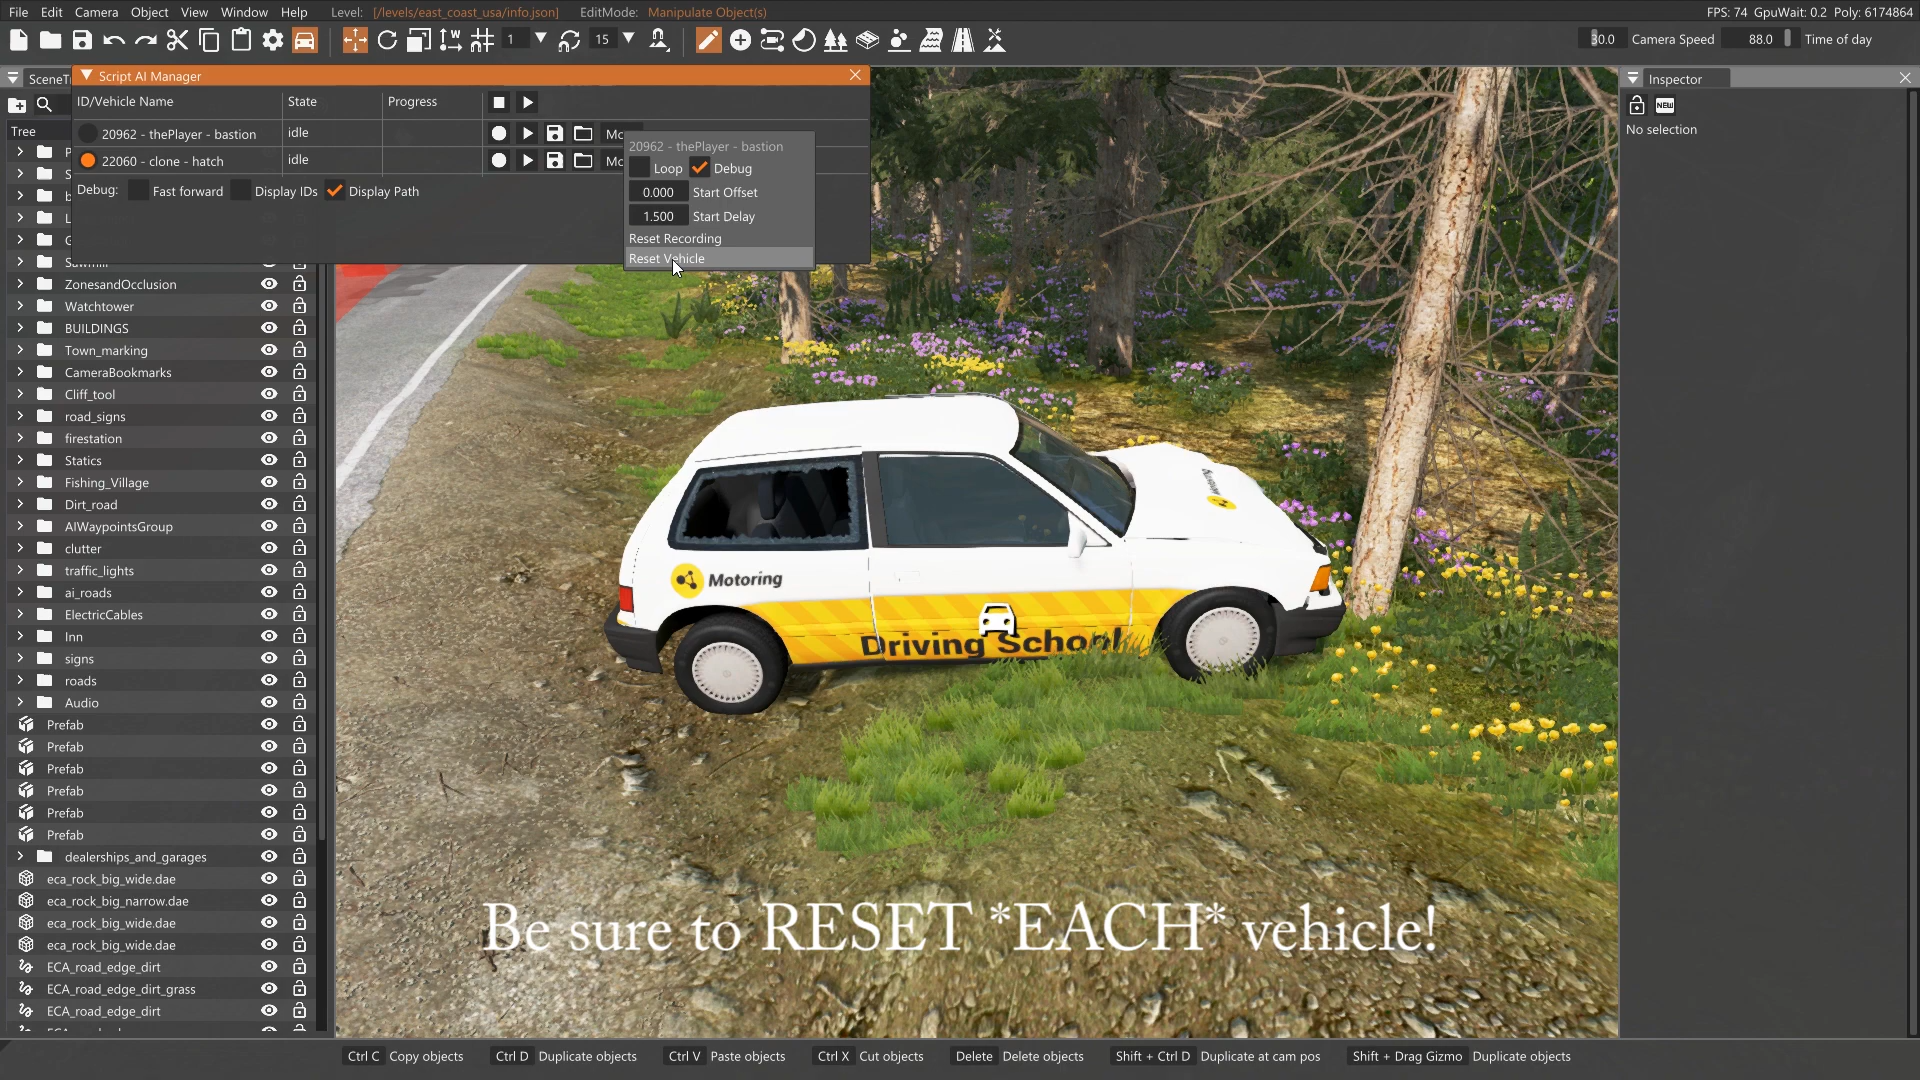 File Edit Camera Object View Window Help Level: [/levels/east_coast_usa/info.json] EditMode: Manipulate Object(s) FPS: 74 GpuWait: 0.2 Poly: 6174864
1 15 30.0 Camera Speed 88.0 Time of day
SceneTr Script AI Manager Inspector
ID/Vehicle Name State Progress NEW
Tree 20962 - thePlayer - bastion idle No selection
22060 - clone - hatch idle
20962 - thePlayer - bastion
Loop Debug
0.000 Start Offset
1.500 Start Delay
Reset Recording
Reset Vehicle
Debug: Fast forward Display IDs Display Path
Sawmill
ZonesandOcclusion
Watchtower
BUILDINGS
Town_marking
CameraBookmarks
Cliff_tool
road_signs
firestation
Statics
Fishing_Village
Dirt_road
AIWaypointsGroup
clutter
traffic_lights
ai_roads
ElectricCables
Inn
signs
roads
Audio
Prefab
Prefab
Prefab
Prefab
Prefab
Prefab
dealerships_and_garages
eca_rock_big_wide.dae
eca_rock_big_narrow.dae
eca_rock_big_wide.dae
eca_rock_big_wide.dae
ECA_road_edge_dirt
ECA_road_edge_dirt_grass
ECA_road_edge_dirt
Motoring
Driving School
Be sure to RESET *EACH* vehicle!
Ctrl C Copy objects Ctrl D Duplicate objects Ctrl V Paste objects Ctrl X Cut objects Delete Delete objects Shift + Ctrl D Duplicate at cam pos Shift + Drag Gizmo Duplicate objects